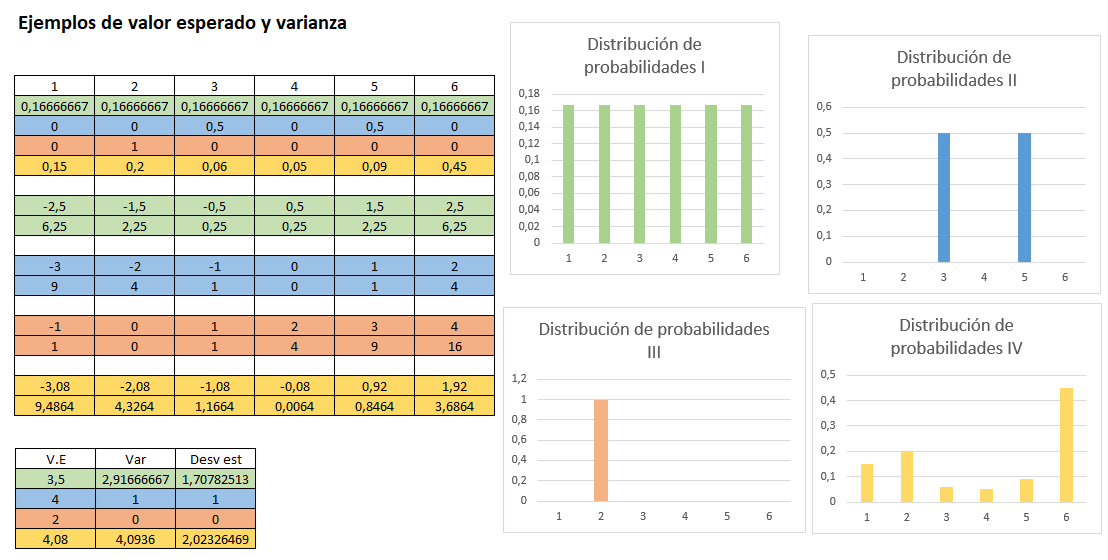 Ejemplos de valor esperado y varianza
1 2 3 4 5 6
0,16666667 0,16666667 0,16666667 0,16666667 0,16666667 0,16666667
0 0 0,5 0 0,5 0
0 1 0 0 0 0
0,15 0,2 0,06 0,05 0,09 0,45
-2,5 -1,5 -0,5 0,5 1,5 2,5
6,25 2,25 0,25 0,25 2,25 6,25
-3 -2 -1 0 1 2
9 4 1 0 1 4
-1 0 1 2 3 4
1 0 1 4 9 16
-3,08 -2,08 -1,08 -0,08 0,92 1,92
9,4864 4,3264 1,1664 0,0064 0,8464 3,6864
V.E Var Desv est
3,5 2,91666667 1,70782513
4 1 1
2 0 0
4,08 4,0936 2,02326469
Distribución de
probabilidades I
0,18
0,16
0,14
0,12
0,1
0,08
0,06
0,04
0,02
0
1 2 3 4 5 6
Distribución de
probabilidades II
0,6
0,5
0,4
0,3
0,2
0,1
0
1 2 3 4 5 6
Distribución de probabilidades
III
1,2
1
0,8
0,6
0,4
0,2
0
1 2 3 4 5 6
Distribución de
probabilidades IV
0,5
0,4
0,3
0,2
0,1
0
1 2 3 4 5 6